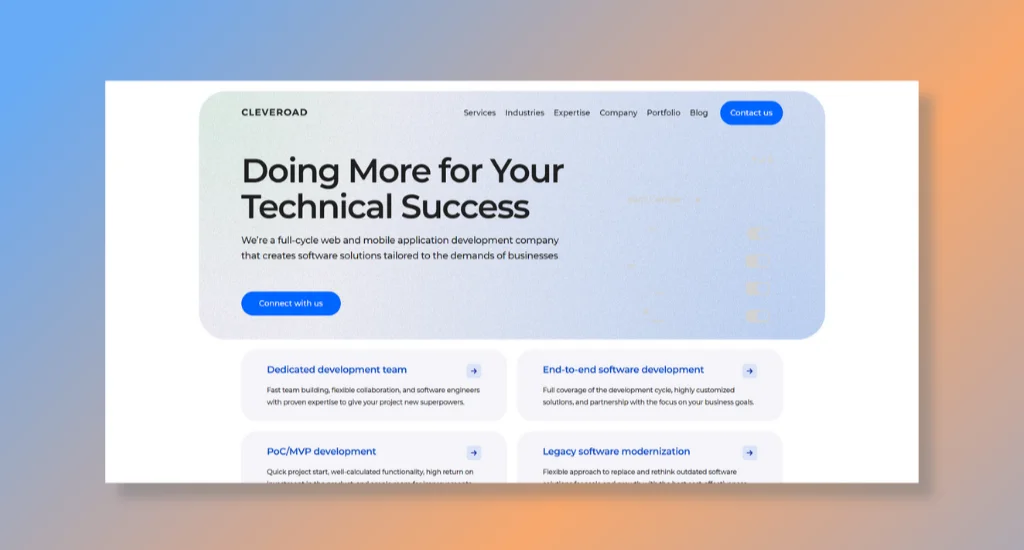 CLEVEROAD
Services Industries Expertise Company Portfolio Blog Contact us
Doing More for Your
Technical Success
We're a full-cycle web and mobile application development company
that creates software solutions tailored to the demands of businesses
Connect with us
Dedicated development team
Fast team building, flexible collaboration, and software engineers
with proven expertise to give your project new superpowers.
End-to-end software development
Full coverage of the development cycle, highly customized
solutions, and partnership with the focus on your business goals.
PoC/MVP development
Quick project start, well-calculated functionality, high return on
Legacy software modernization
Flexible approach to replace and rethink outdated software